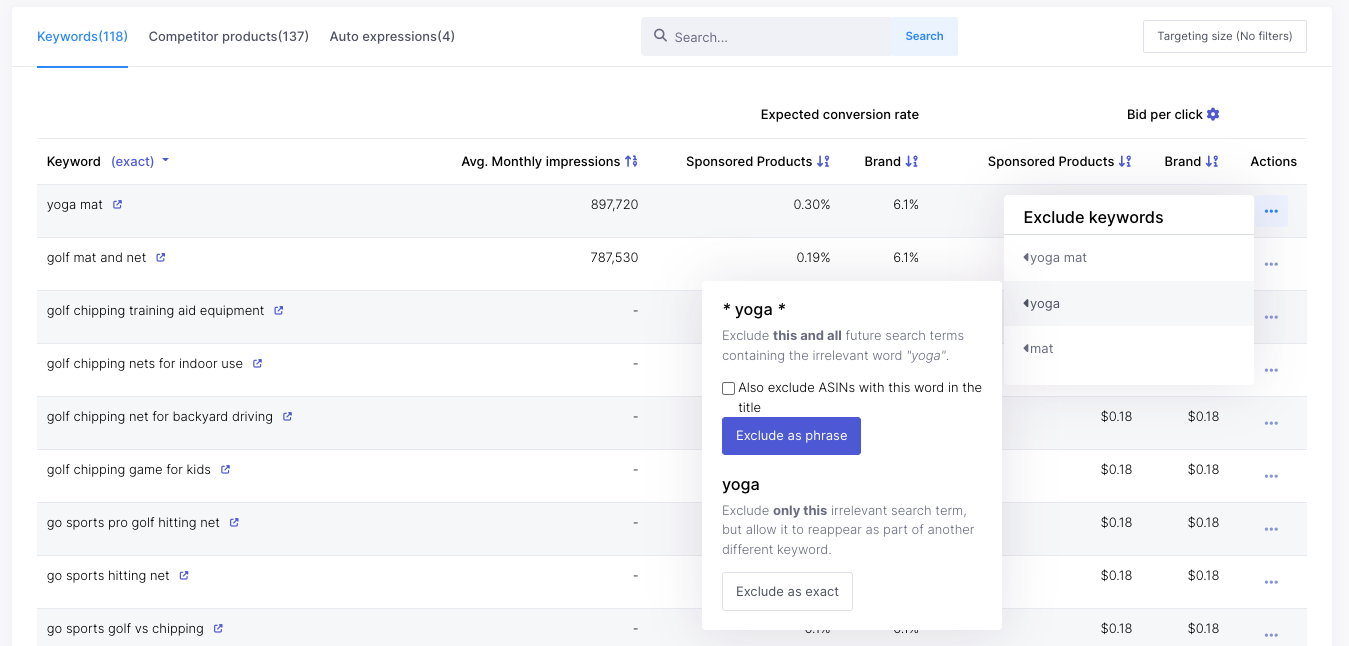 Keywords(118) Competitor products(137) Auto expressions(4) Search... Search Targeting size (No filters)
Expected conversion rate Bid per click
Keyword (exact) Avg. Monthly impressions Sponsored Products Brand Sponsored Products Brand Actions
yoga mat 897,720 0.30% 6.1%
Exclude keywords
yoga mat
yoga
mat
golf mat and net 787,530 0.19% 6.1%
golf chipping training aid equipment -
* yoga *
Exclude this and all future search terms
containing the irrelevant word "yoga".
Also exclude ASINs with this word in the
title
Exclude as phrase
yoga
Exclude only this irrelevant search term,
but allow it to reappear as part of another
different keyword.
Exclude as exact
golf chipping nets for indoor use -
golf chipping net for backyard driving - $0.18 $0.18
golf chipping game for kids - $0.18 $0.18
go sports pro golf hitting net - $0.18 $0.18
go sports hitting net - $0.18 $0.18
go sports golf vs chipping - $0.18 $0.18